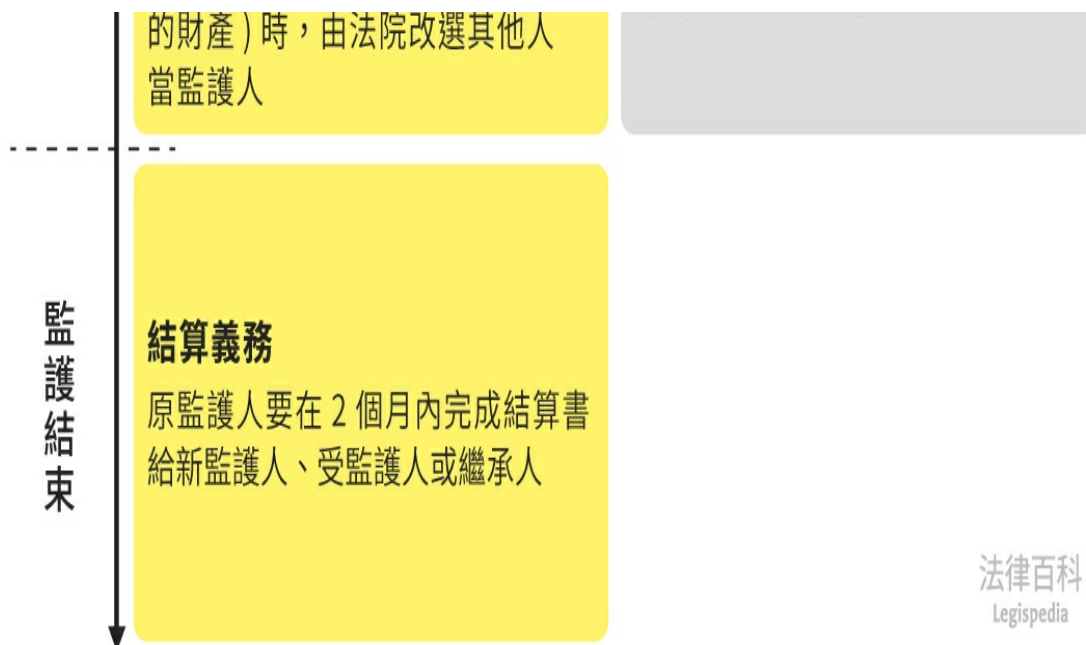 的財產)時，由法院改選其他人
當監護人
監護結束
結算義務
原監護人要在 2 個月內完成結算書
給新監護人、受監護人或繼承人
法律百科
Legispedia